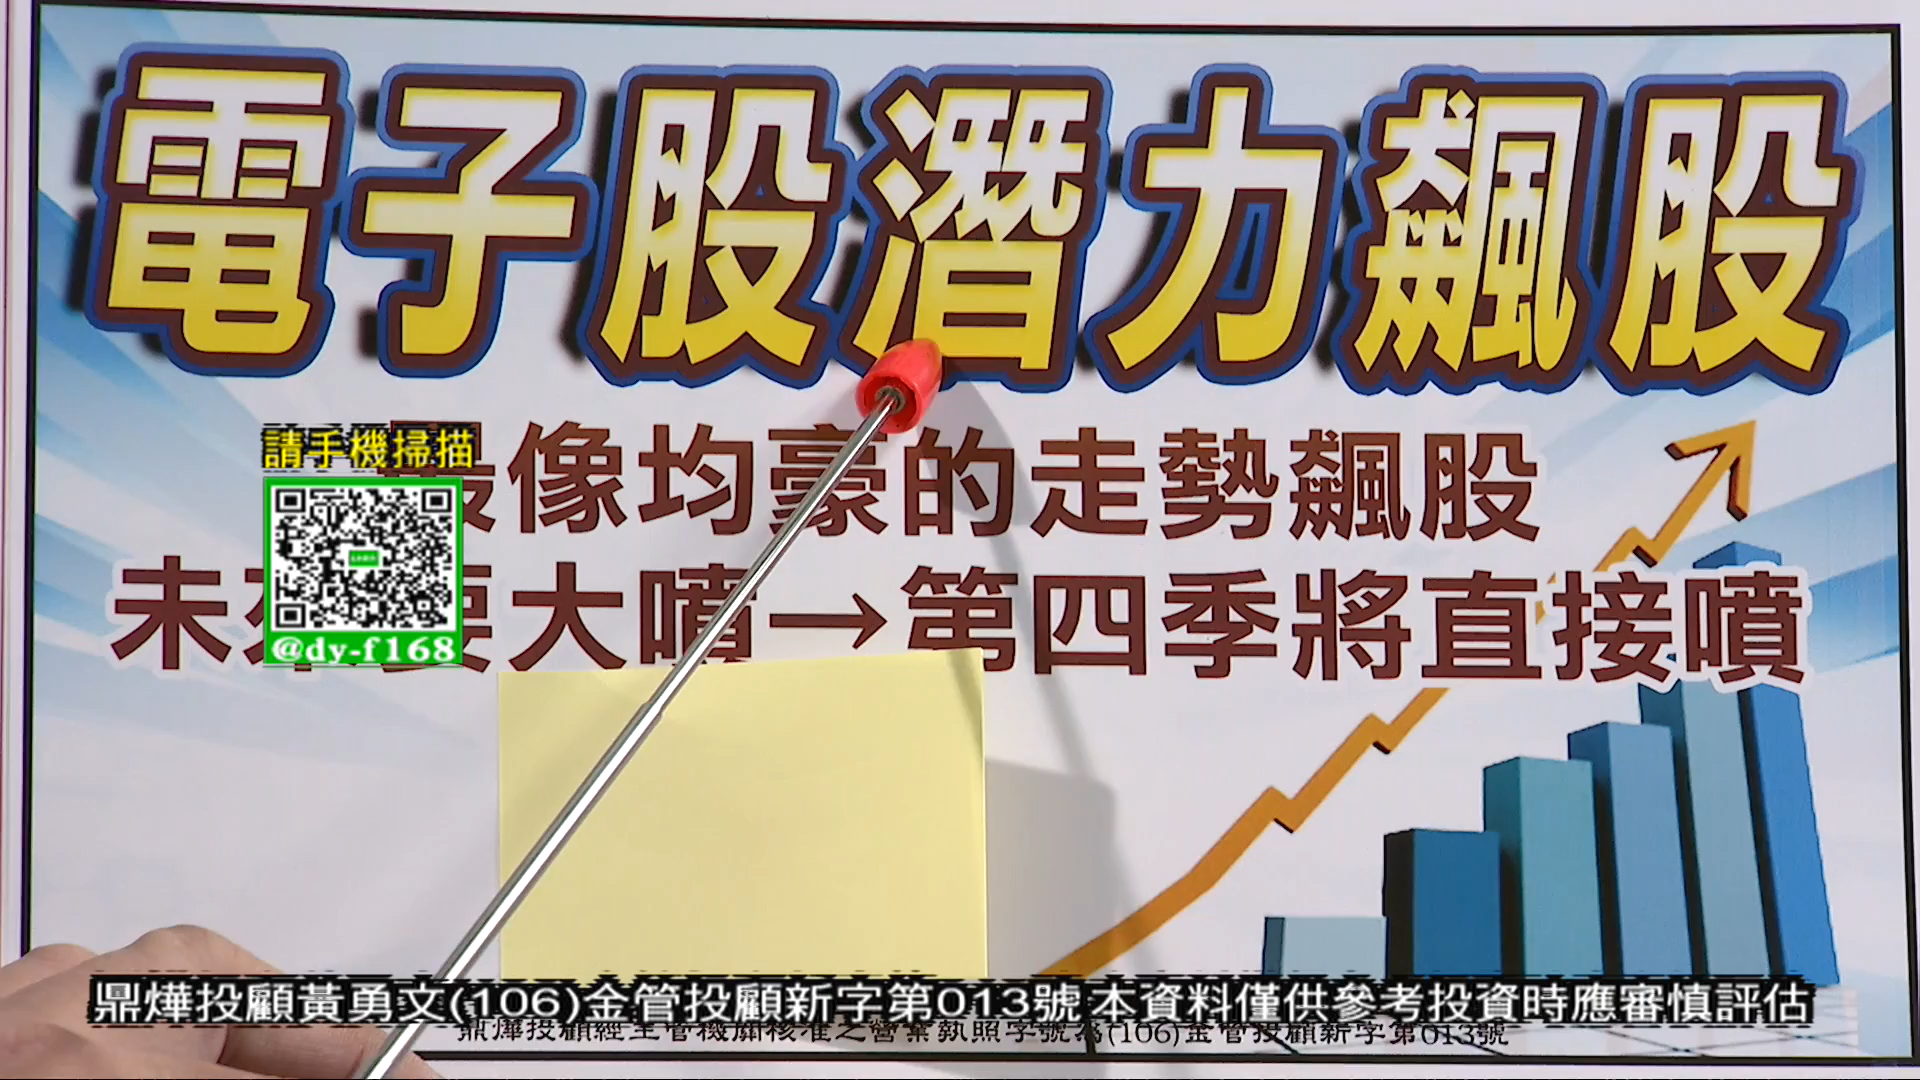 電子股潛力飆股
請手機掃描
最像均豪的走勢飆股
未來要大噴→第四季將直接噴
@dy-f168
鼎燁投顧黃勇文(106)金管投顧新字第013號 本資料僅供參考投資時應審慎評估
鼎燁投顧經主管機關核准之營業執照字號為(106)金管投顧新字第013號